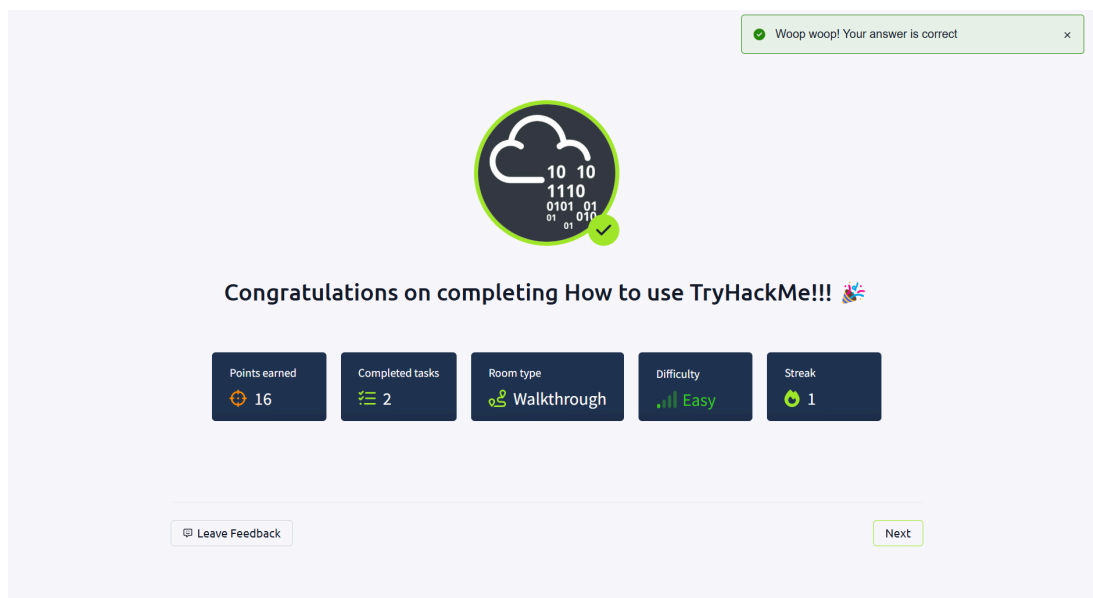 Woop woop! Your answer is correct
10 10
1110
0101 01
01 010
01
Congratulations on completing How to use TryHackMe!!!
Points earned
16
Completed tasks
2
Room type
Walkthrough
Difficulty
Easy
Streak
1
Leave Feedback
Next